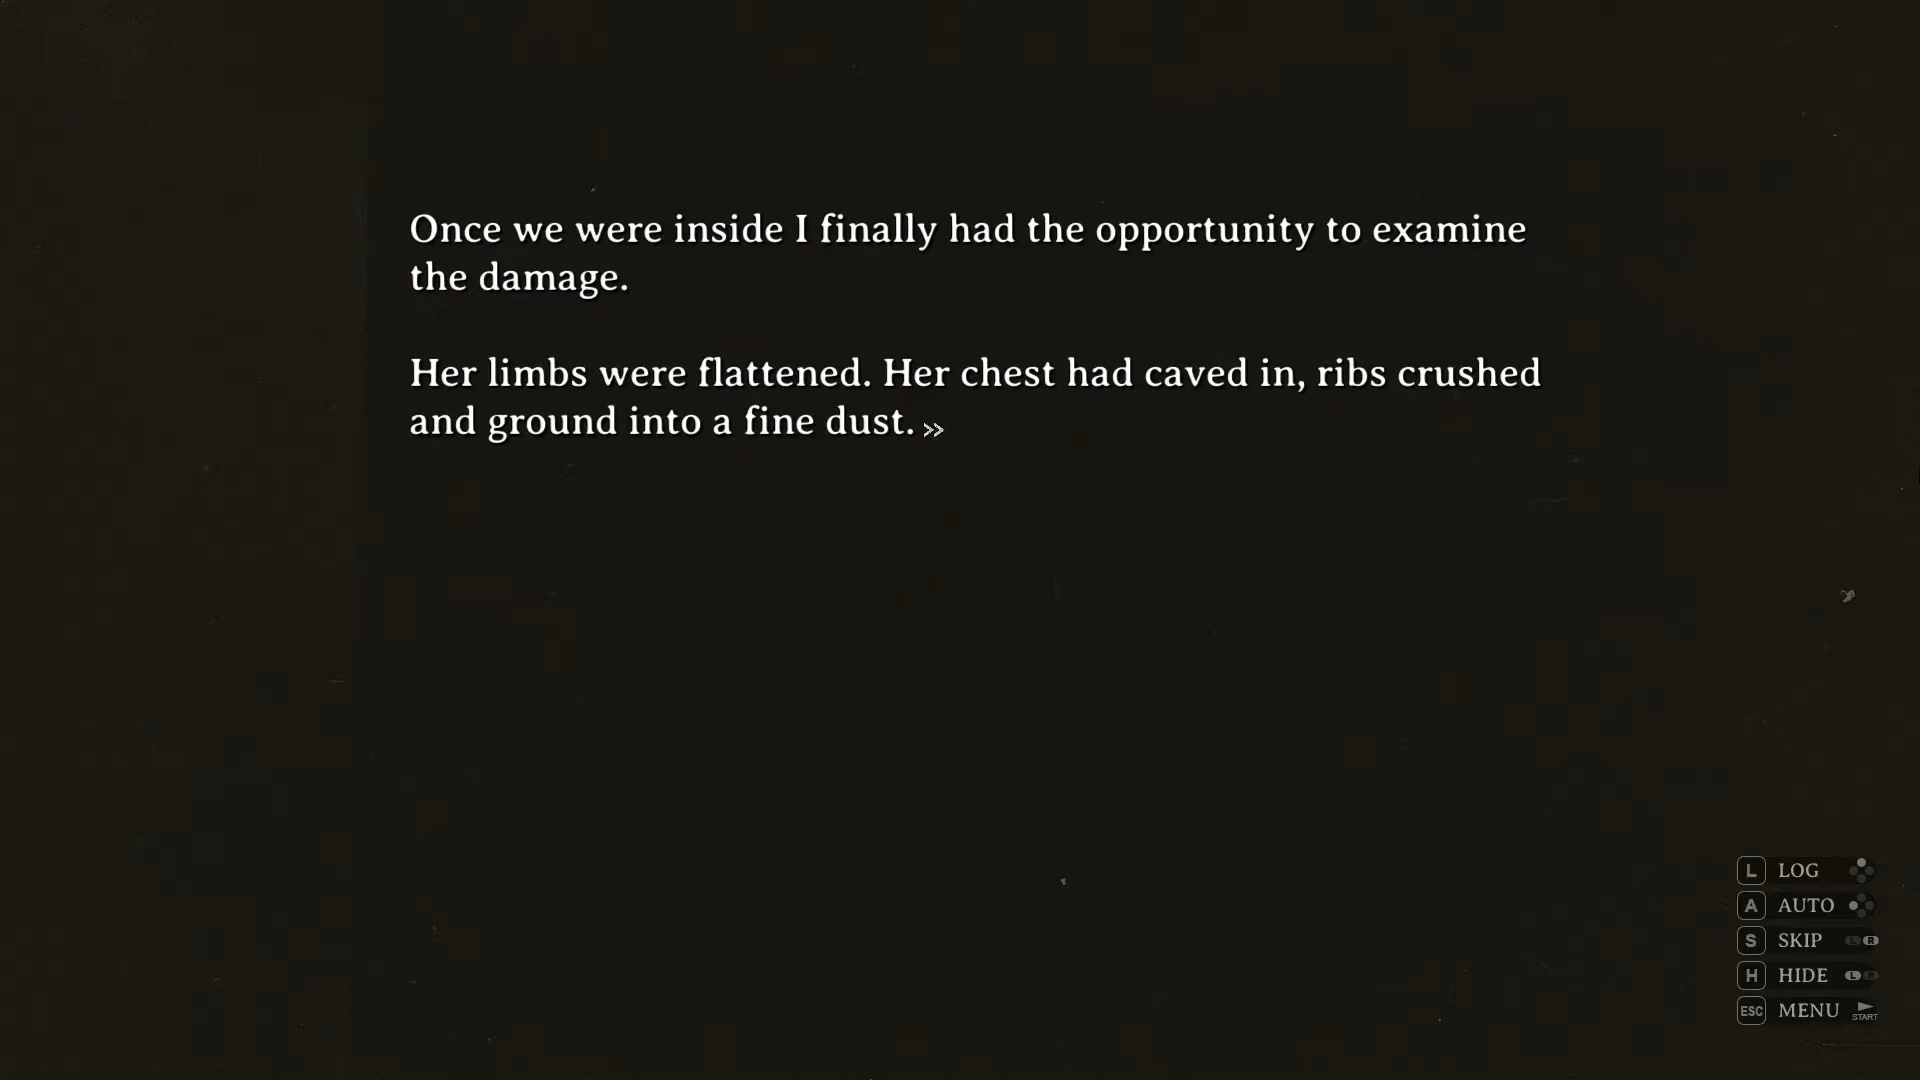 Once we were inside I finally had the opportunity to examine
the damage.
Her limbs were flattened. Her chest had caved in, ribs crushed
and ground into a fine dust. »
L LOG
A AUTO
S SKIP L R
H HIDE L R
ESC MENU START